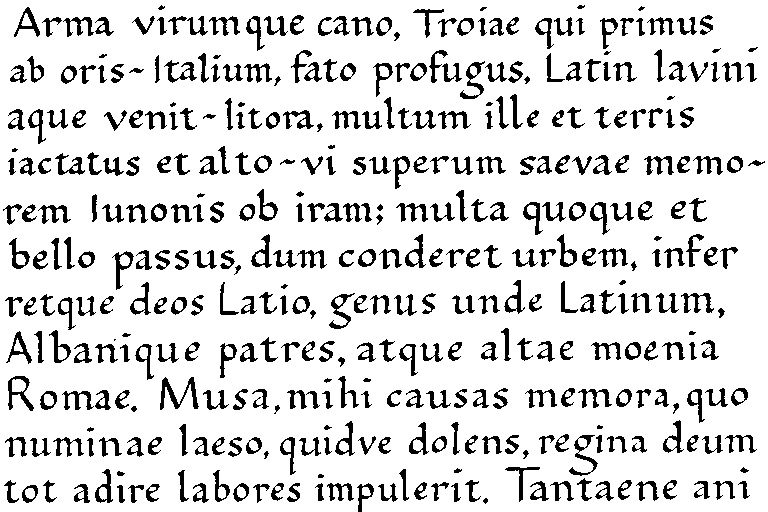 Arma virumque cano, Troiae qui primus
ab oris~Italium, fato profugus, Latin lavini
aque venit~litora, multum ille et terris
iactatus et alto~vi superum saevae memo~
rem Iunonis ob iram; multa quoque et
bello passus, dum conderet urbem, infer
retque deos Latio, genus unde Latinum,
Albanique patres, atque altae moenia
Romae. Musa, mihi causas memora, quo
numinae laeso, quidve dolens, regina deum
tot adire labores impulerit. Tantaene ani